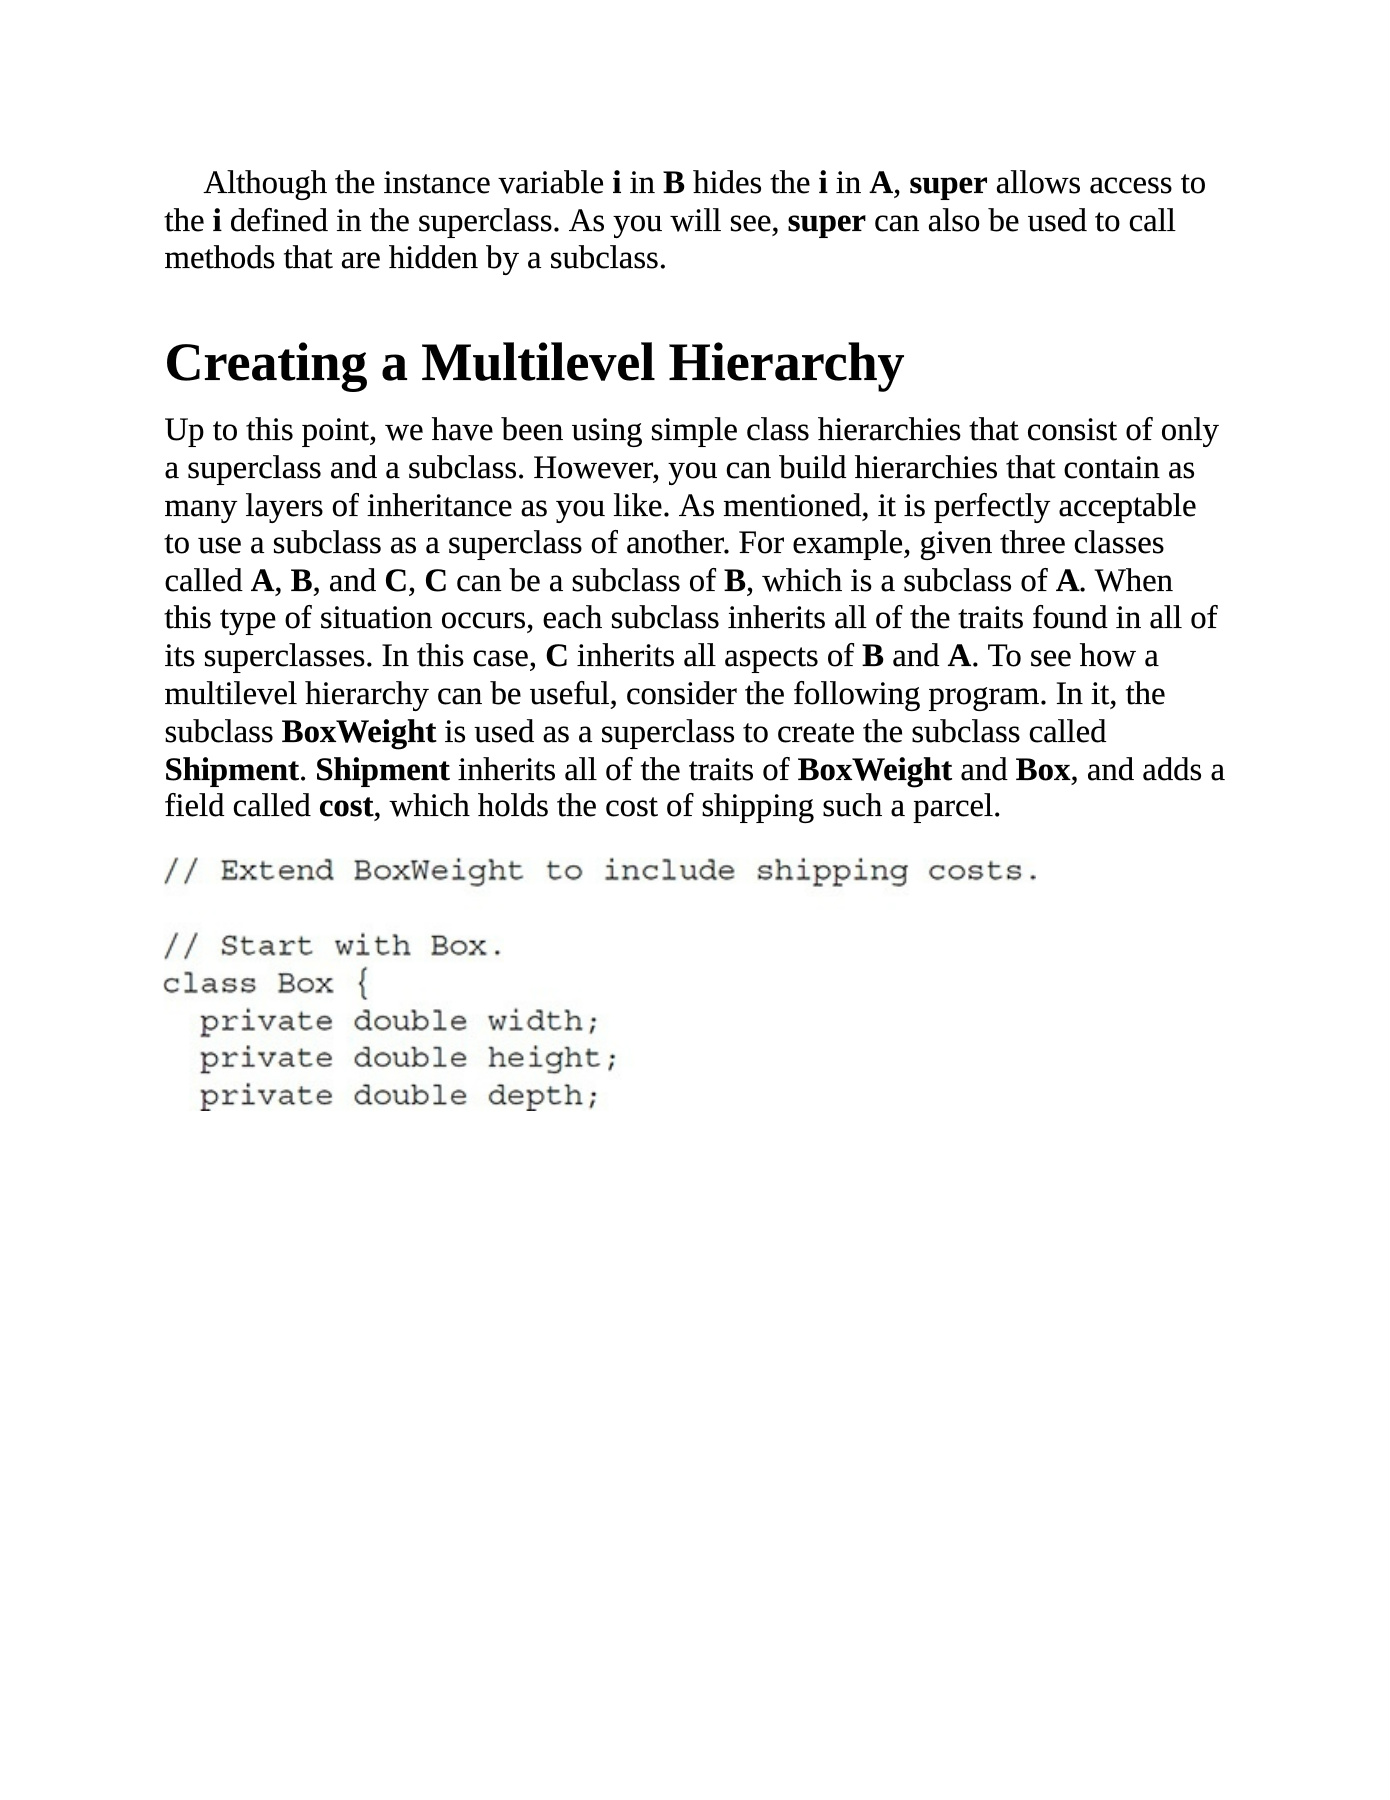 Although the instance variable i in B hides the i in A, super allows access to
the i defined in the superclass. As you will see, super can also be used to call
methods that are hidden by a subclass.
Creating a Multilevel Hierarchy
Up to this point, we have been using simple class hierarchies that consist of only
a superclass and a subclass. However, you can build hierarchies that contain as
many layers of inheritance as you like. As mentioned, it is perfectly acceptable
to use a subclass as a superclass of another. For example, given three classes
called A, B, and C, C can be a subclass of B, which is a subclass of A. When
this type of situation occurs, each subclass inherits all of the traits found in all of
its superclasses. In this case, C inherits all aspects of B and A. To see how a
multilevel hierarchy can be useful, consider the following program. In it, the
subclass BoxWeight is used as a superclass to create the subclass called
Shipment. Shipment inherits all of the traits of BoxWeight and Box, and adds a
field called cost, which holds the cost of shipping such a parcel.
// Extend BoxWeight to include shipping costs.
// Start with Box.
class Box {
  private double width;
  private double height;
  private double depth;